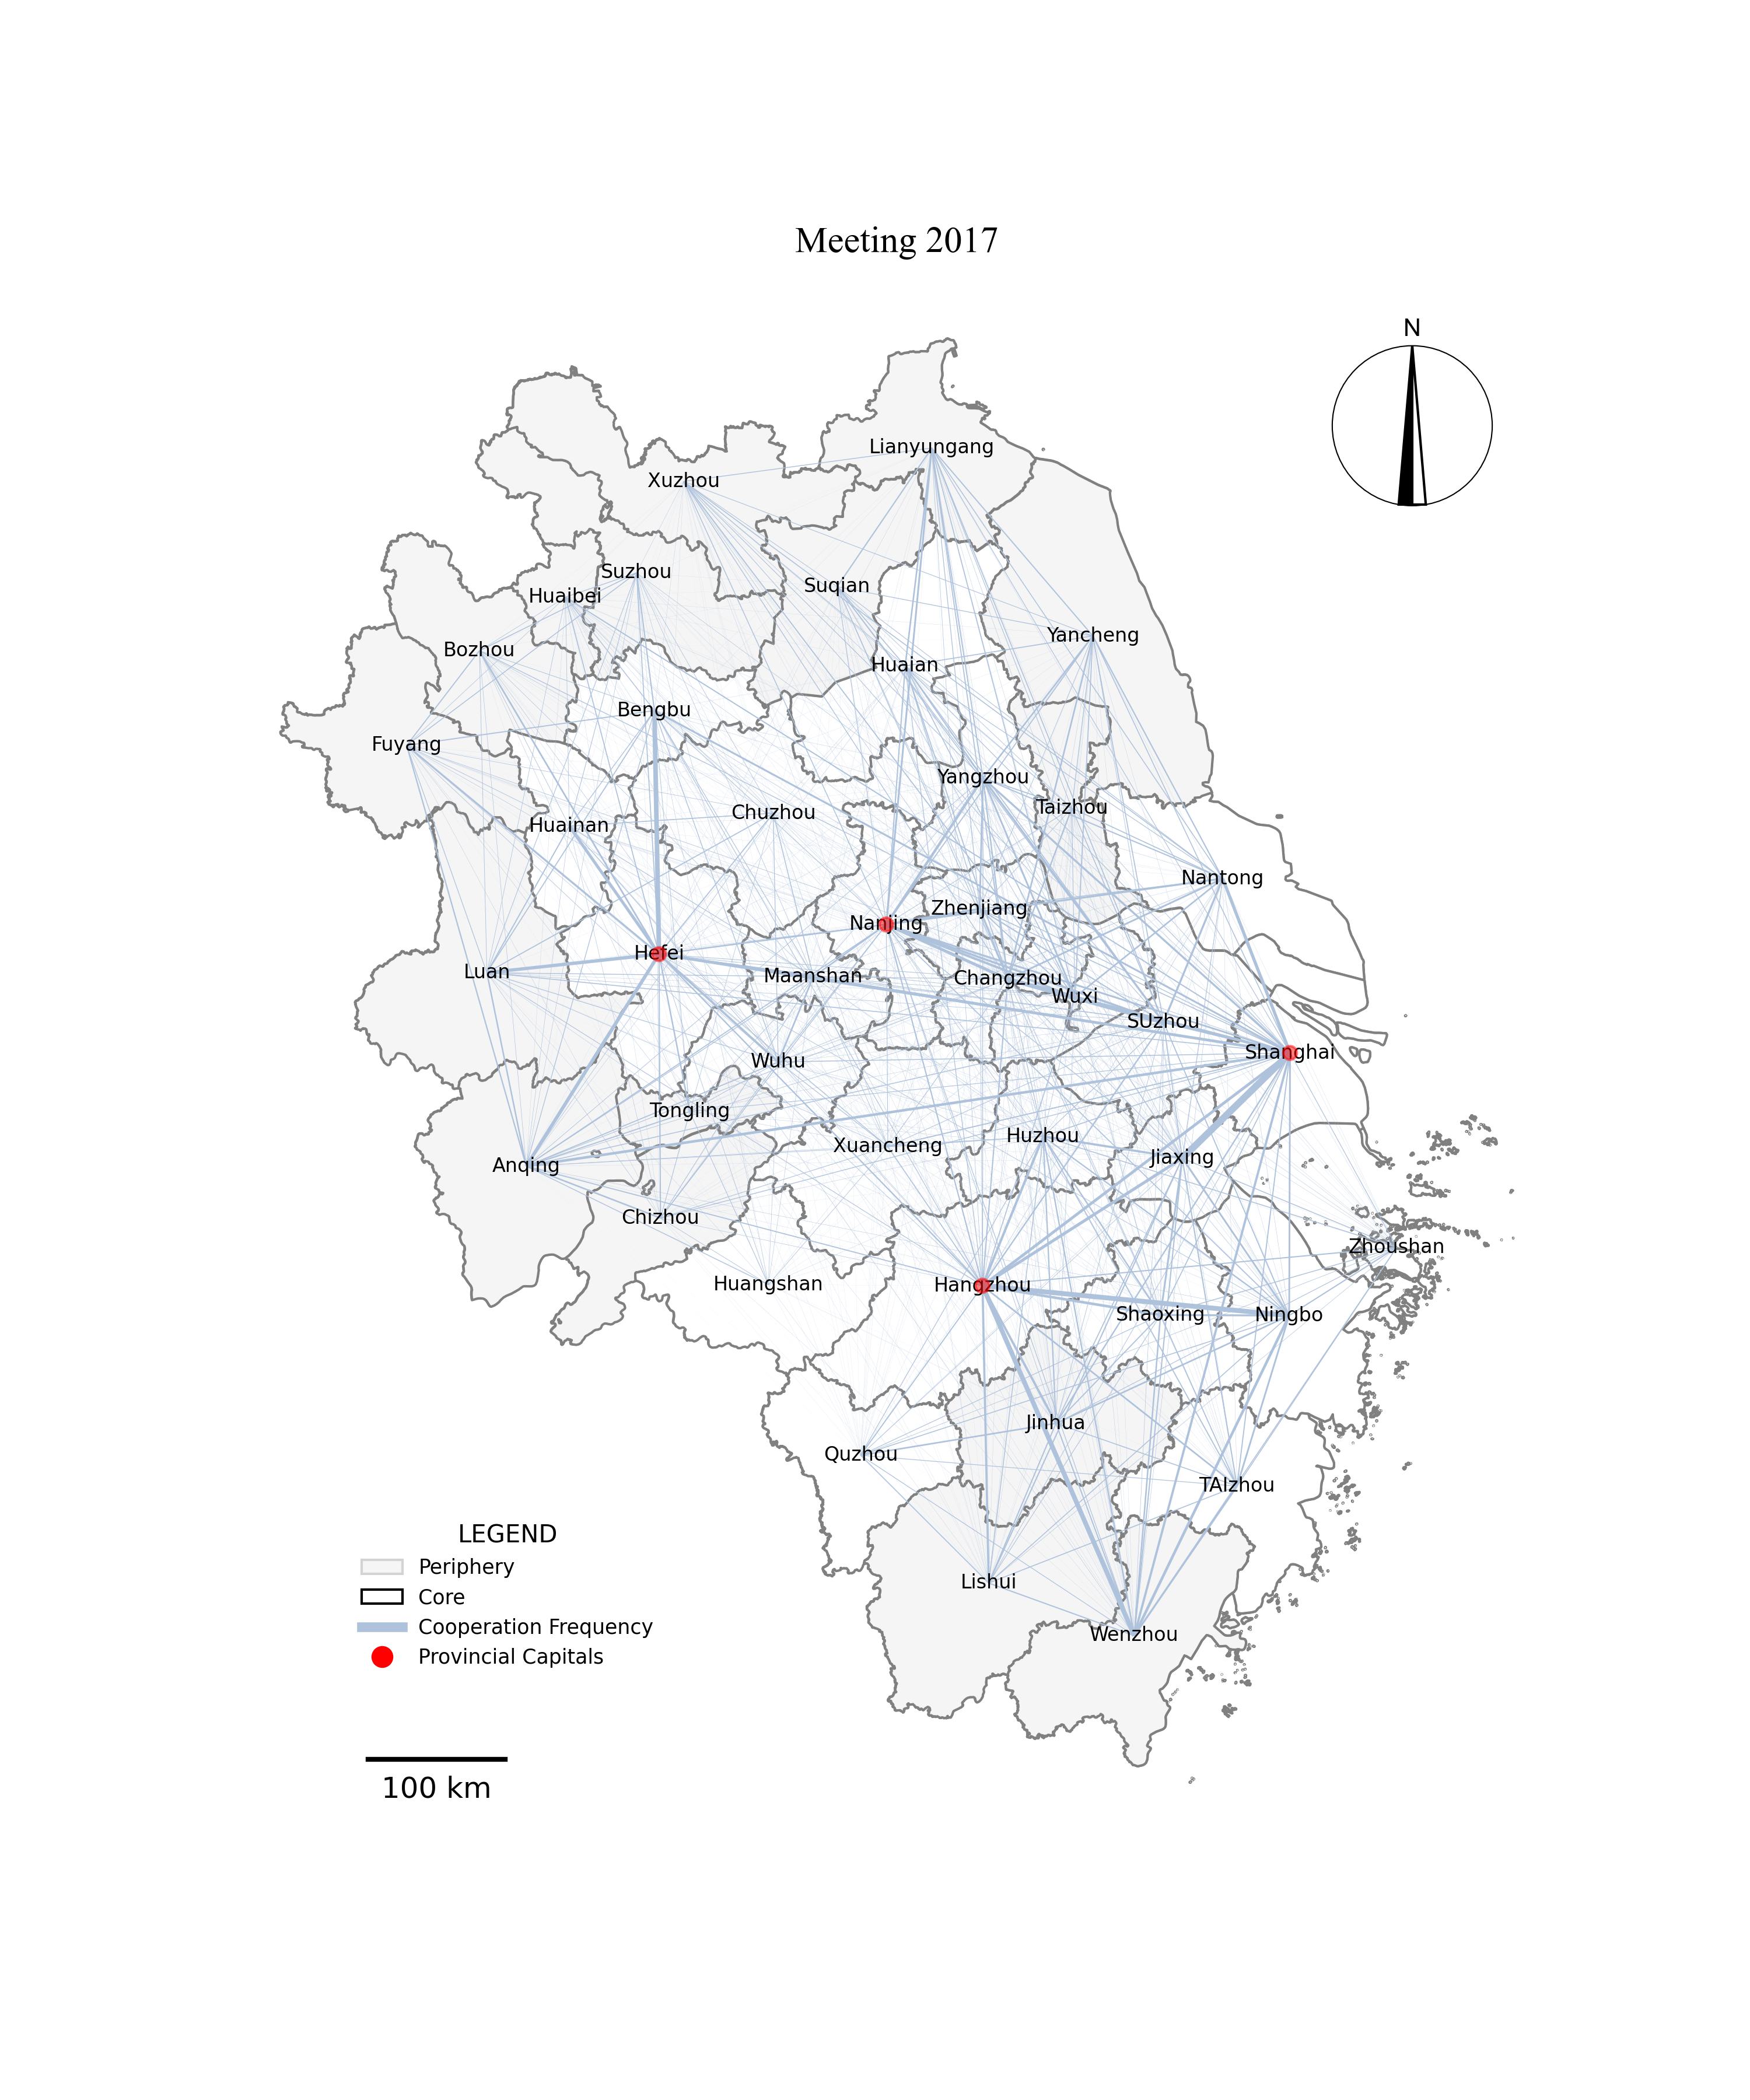 Meeting 2017
N
Lianyungang
Xuzhou
Suzhou
Suqian
Huaibei
Yancheng
Bozhou
Huaian
Bengbu
Fuyang
Yangzhou
Taizhou
Chuzhou
Huainan
Nantong
Zhenjiang
Nanjing
Hefei
Luan
Maanshan
Changzhou
Wuxi
SUzhou
Shanghai
Wuhu
Tongling
Huzhou
Xuancheng
Jiaxing
Anqing
Chizhou
Zhoushan
Huangshan
Hangzhou
Shaoxing
Ningbo
Jinhua
Quzhou
TAIzhou
Lishui
Wenzhou
LEGEND
Periphery
Core
Cooperation Frequency
Provincial Capitals
100 km